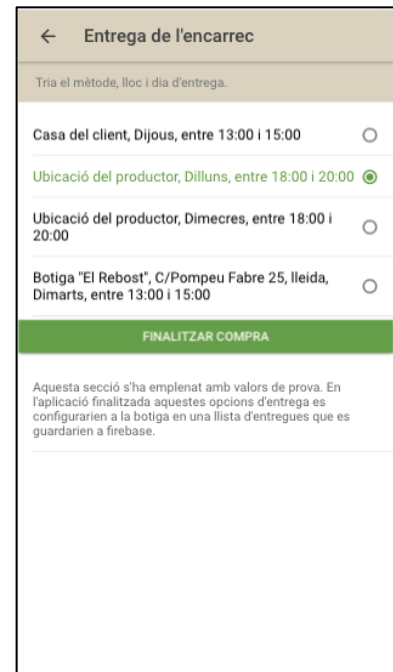 Entrega de l'encarrec
Tria el mètode, lloc i dia d'entrega.
Casa del client, Dijous, entre 13:00 i 15:00
Ubicació del productor, Dilluns, entre 18:00 i 20:00
Ubicació del productor, Dimecres, entre 18:00 i
20:00
Botiga "El Rebost", C/Pompeu Fabre 25, lleida,
Dimarts, entre 13:00 i 15:00
FINALITZAR COMPRA
Aquesta secció s'ha emplenat amb valors de prova. En
l'aplicació finalitzada aquestes opcions d'entrega es
configurarien a la botiga en una llista d'entregues que es
guardarien a firebase.